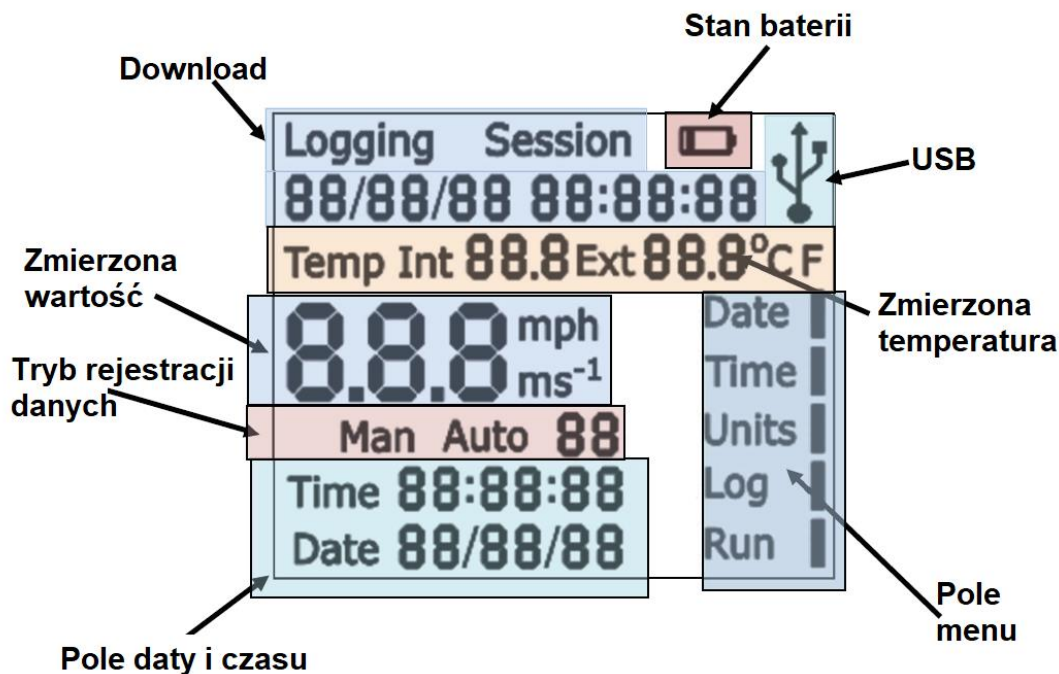 Stan baterii
Download
Logging Session
USB
88/88/88 88:88:88
Temp Int 88.8 Ext 88.8°C F
Zmierzona
wartość
8.8.8 mph
ms-1
Date
Time
Units
Log
Run
Zmierzona
temperatura
Tryb rejestracji
danych
Man Auto 88
Time 88:88:88
Date 88/88/88
Pole
menu
Pole daty i czasu